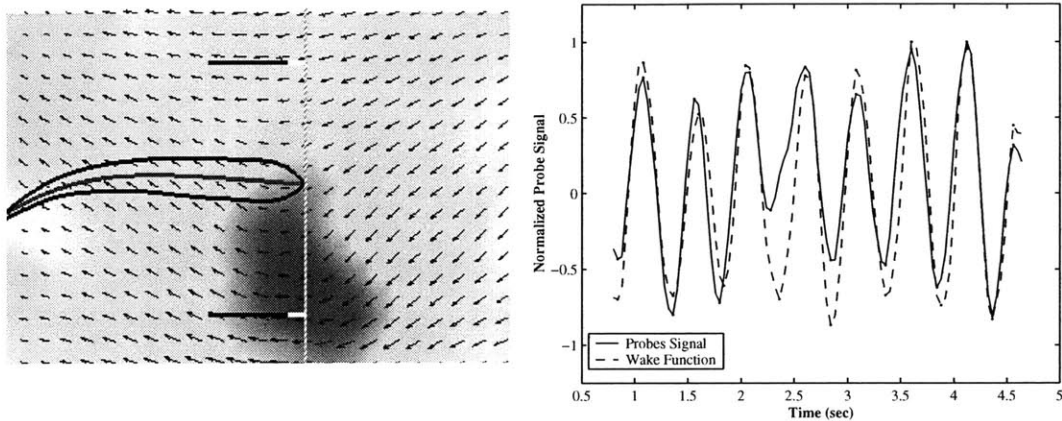 1
0.5
0
−0.5
−1
Normalized Probe Signal
Probes Signal
Wake Function
0.5 1 1.5 2 2.5 3 3.5 4 4.5 5
Time (sec)